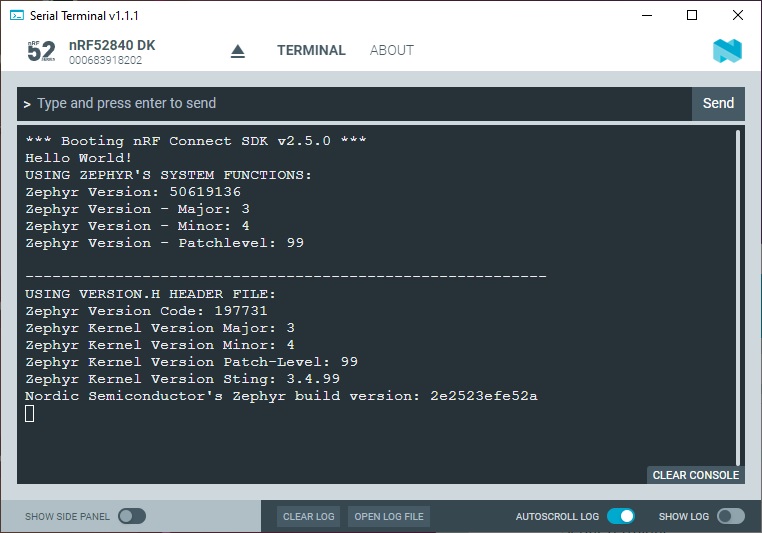 Serial Terminal v1.1.1
nRF
52
SERIES
nRF52840 DK
000683918202
TERMINAL
ABOUT
> Type and press enter to send
Send
*** Booting nRF Connect SDK v2.5.0 ***
Hello World!
USING ZEPHYR'S SYSTEM FUNCTIONS:
Zephyr Version: 50619136
Zephyr Version - Major: 3
Zephyr Version - Minor: 4
Zephyr Version - Patchlevel: 99
----------------------------------------------------------
USING VERSION.H HEADER FILE:
Zephyr Version Code: 197731
Zephyr Kernel Version Major: 3
Zephyr Kernel Version Minor: 4
Zephyr Kernel Version Patch-Level: 99
Zephyr Kernel Version Sting: 3.4.99
Nordic Semiconductor's Zephyr build version: 2e2523efe52a
CLEAR CONSOLE
SHOW SIDE PANEL
CLEAR LOG
OPEN LOG FILE
AUTOSCROLL LOG
SHOW LOG